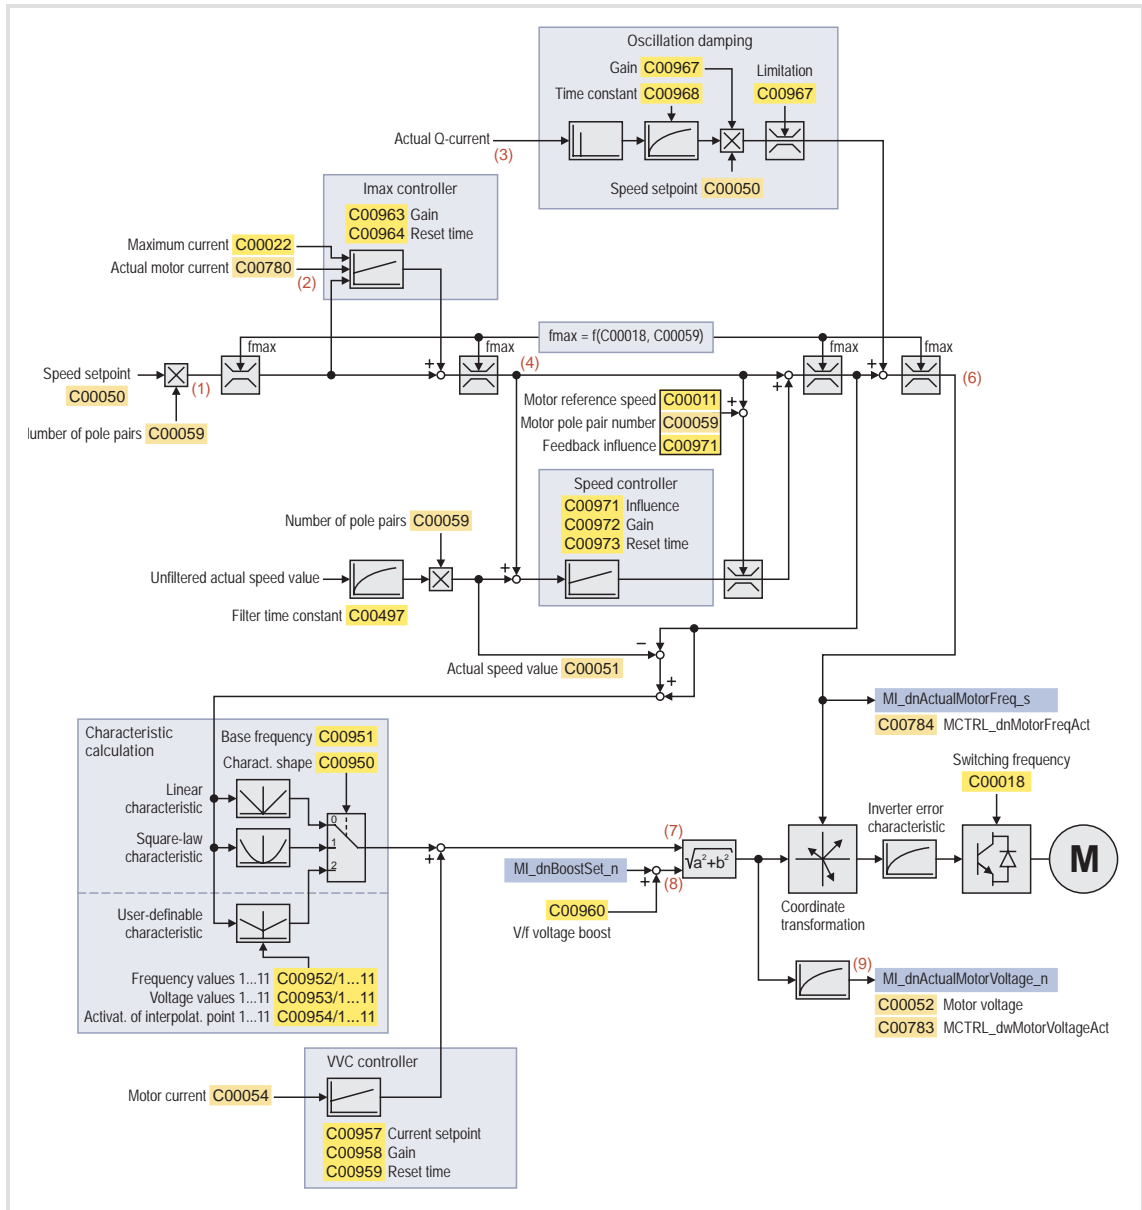 Oscillation damping
Gain C00967
Limitation
Time constant C00968
C00967
Actual Q-current
(3)
Speed setpoint C00050
Imax controller
C00963 Gain
C00964 Reset time
Maximum current C00022
Actual motor current C00780
(2)
fmax = f(C00018, C00059)
fmax
fmax
fmax
fmax
(4)
+
+
+
+
Speed setpoint
C00050
(1)
(6)
umber of pole pairs C00059
Motor reference speed C00011
Motor pole pair number C00059
Feedback influence C00971
+
Speed controller
C00971 Influence
C00972 Gain
C00973 Reset time
Number of pole pairs C00059
Unfiltered actual speed value
+
Filter time constant C00497
−
Actual speed value C00051
+
+
MI_dnActualMotorFreq_s
C00784 MCTRL_dnMotorFreqAct
Characteristic
calculation
Base frequency C00951
Charact. shape C00950
Switching frequency
C00018
Linear
characteristic
0
Inverter error
characteristic
Square-law
characteristic
1
2
+
(7)
√a²+b²
M
MI_dnBoostSet_n
+
(8)
C00960
V/f voltage boost
Coordinate
transformation
User-definable
characteristic
Frequency values 1...11 C00952/1...11
Voltage values 1...11 C00953/1...11
Activat. of interpolat. point 1...11 C00954/1...11
(9)
MI_dnActualMotorVoltage_n
C00052 Motor voltage
C00783 MCTRL_dwMotorVoltageAct
VVC controller
Motor current C00054
C00957 Current setpoint
C00958 Gain
C00959 Reset time